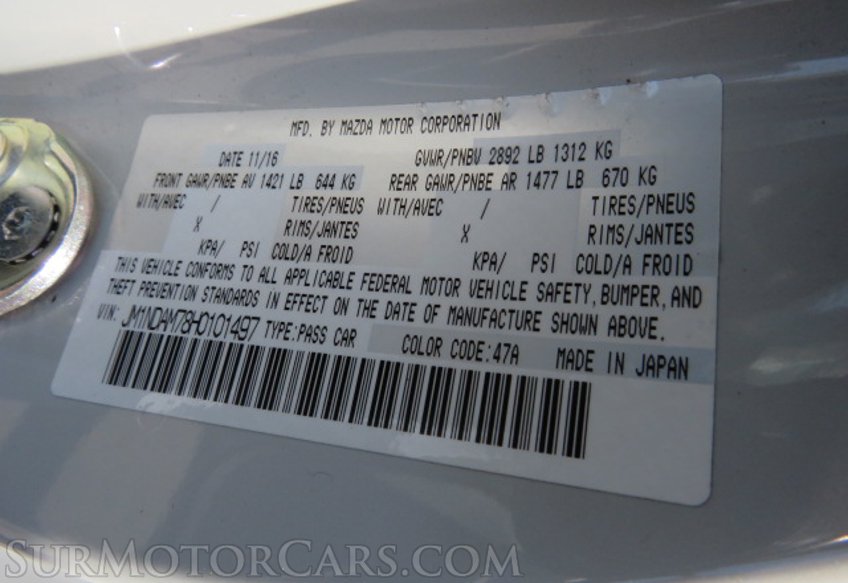 MFD. BY MAZDA MOTOR CORPORATION
DATE 11/16 GVWR/PNBV 2892 LB 1312 KG
FRONT GAWR/PNBE AV 1421 LB 644 KG REAR GAWR/PNBE AR 1477 LB 670 KG
WITH/AVEC / TIRES/PNEUS WITH/AVEC / TIRES/PNEUS
X RIMS/JANTES X RIMS/JANTES
KPA/ PSI COLD/A FROID KPA/ PSI COLD/A FROID
THIS VEHICLE CONFORMS TO ALL APPLICABLE FEDERAL MOTOR VEHICLE SAFETY, BUMPER, AND
THEFT PREVENTION STANDARDS IN EFFECT ON THE DATE OF MANUFACTURE SHOWN ABOVE.
VIN: JM1NDAM78H0101497 TYPE:PASS CAR COLOR CODE:47A MADE IN JAPAN
SURMOTORCARS.COM